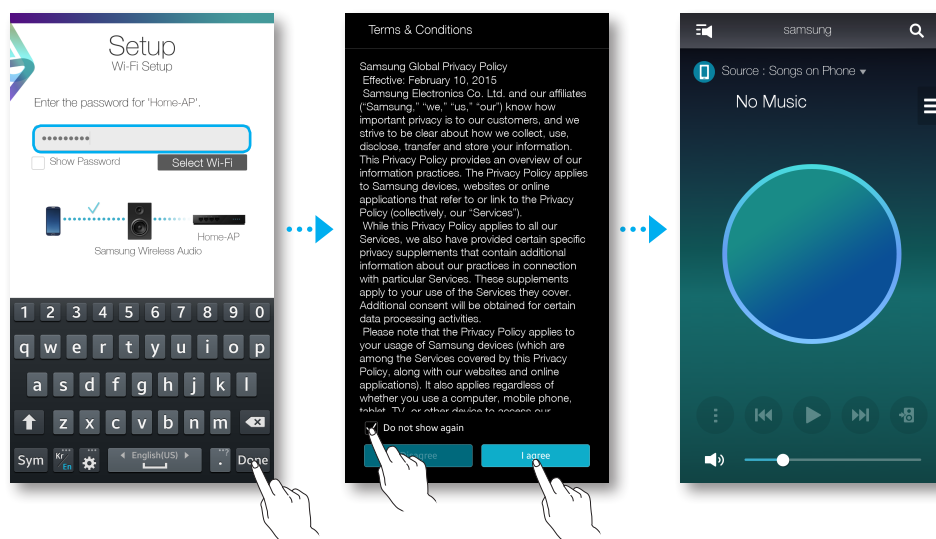 Setup
Wi-Fi Setup
Enter the password for 'Home-AP'.
•••••••••
Show Password
Select Wi-Fi
Home-AP
Samsung Wireless Audio
1 2 3 4 5 6 7 8 9 0
q w e r t y u i o p
a s d f g h j k l
z x c v b n m
Sym Kr En English(US) . ? Done
Terms & Conditions
Samsung Global Privacy Policy
Effective: February 10, 2015
Samsung Electronics Co. Ltd. and our affiliates
(“Samsung,” “we,” “us,” “our”) know how
important privacy is to our customers, and we
strive to be clear about how we collect, use,
disclose, transfer and store your information.
This Privacy Policy provides an overview of our
information practices. The Privacy Policy applies
to Samsung devices, websites or online
applications that refer to or link to the Privacy
Policy (collectively, our “Services”).
While this Privacy Policy applies to all our
Services, we also have provided certain specific
privacy supplements that contain additional
information about our practices in connection
with particular Services. These supplements
apply to your use of the Services they cover.
Additional consent will be obtained for certain
data processing activities.
Please note that the Privacy Policy applies to
your usage of Samsung devices (which are
among the Services covered by this Privacy
Policy, along with our websites and online
applications). It also applies regardless of
whether you use a computer, mobile phone,
tablet, TV, or other device to access our
Do not show again
Disagree
I agree
samsung
Source : Songs on Phone
No Music